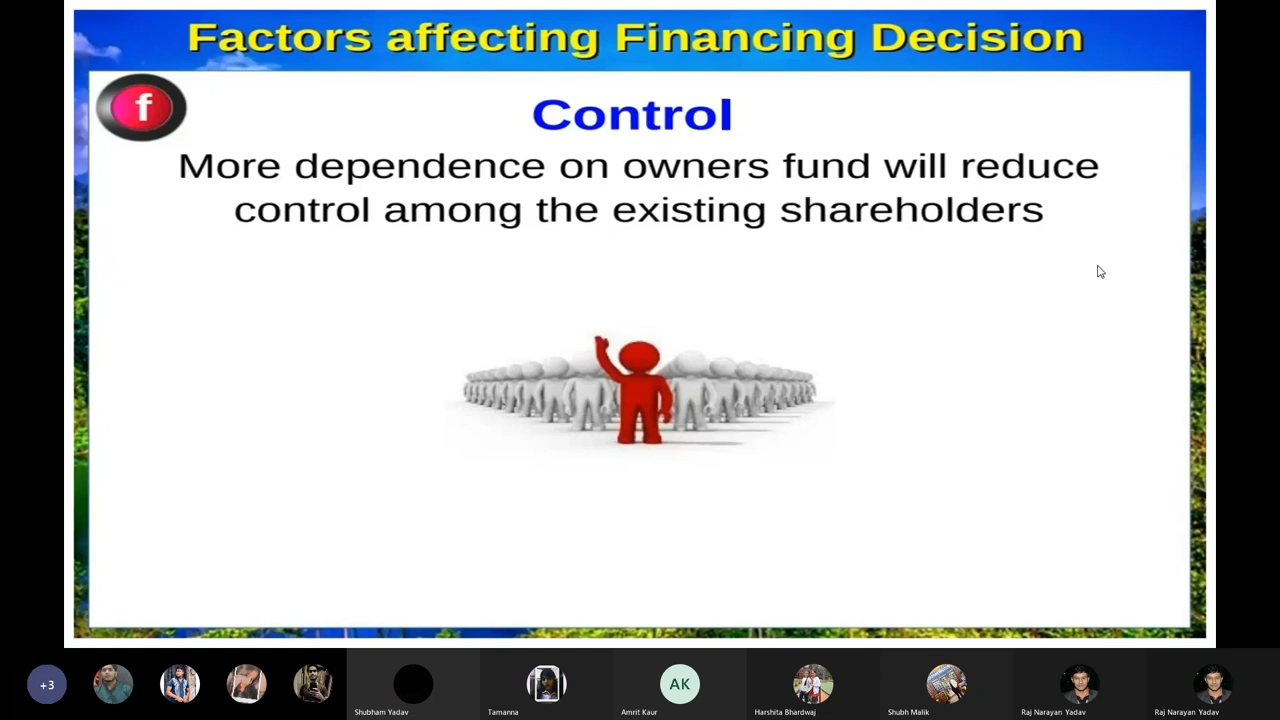 Factors affecting Financing Decision
f
Control
More dependence on owners fund will reduce
control among the existing shareholders
+3
AK
Shubham Yadav
Tamanna
Amrit Kaur
Harshita Bhardwaj
Shubh Malik
Raj Narayan Yadav
Raj Narayan Yadav